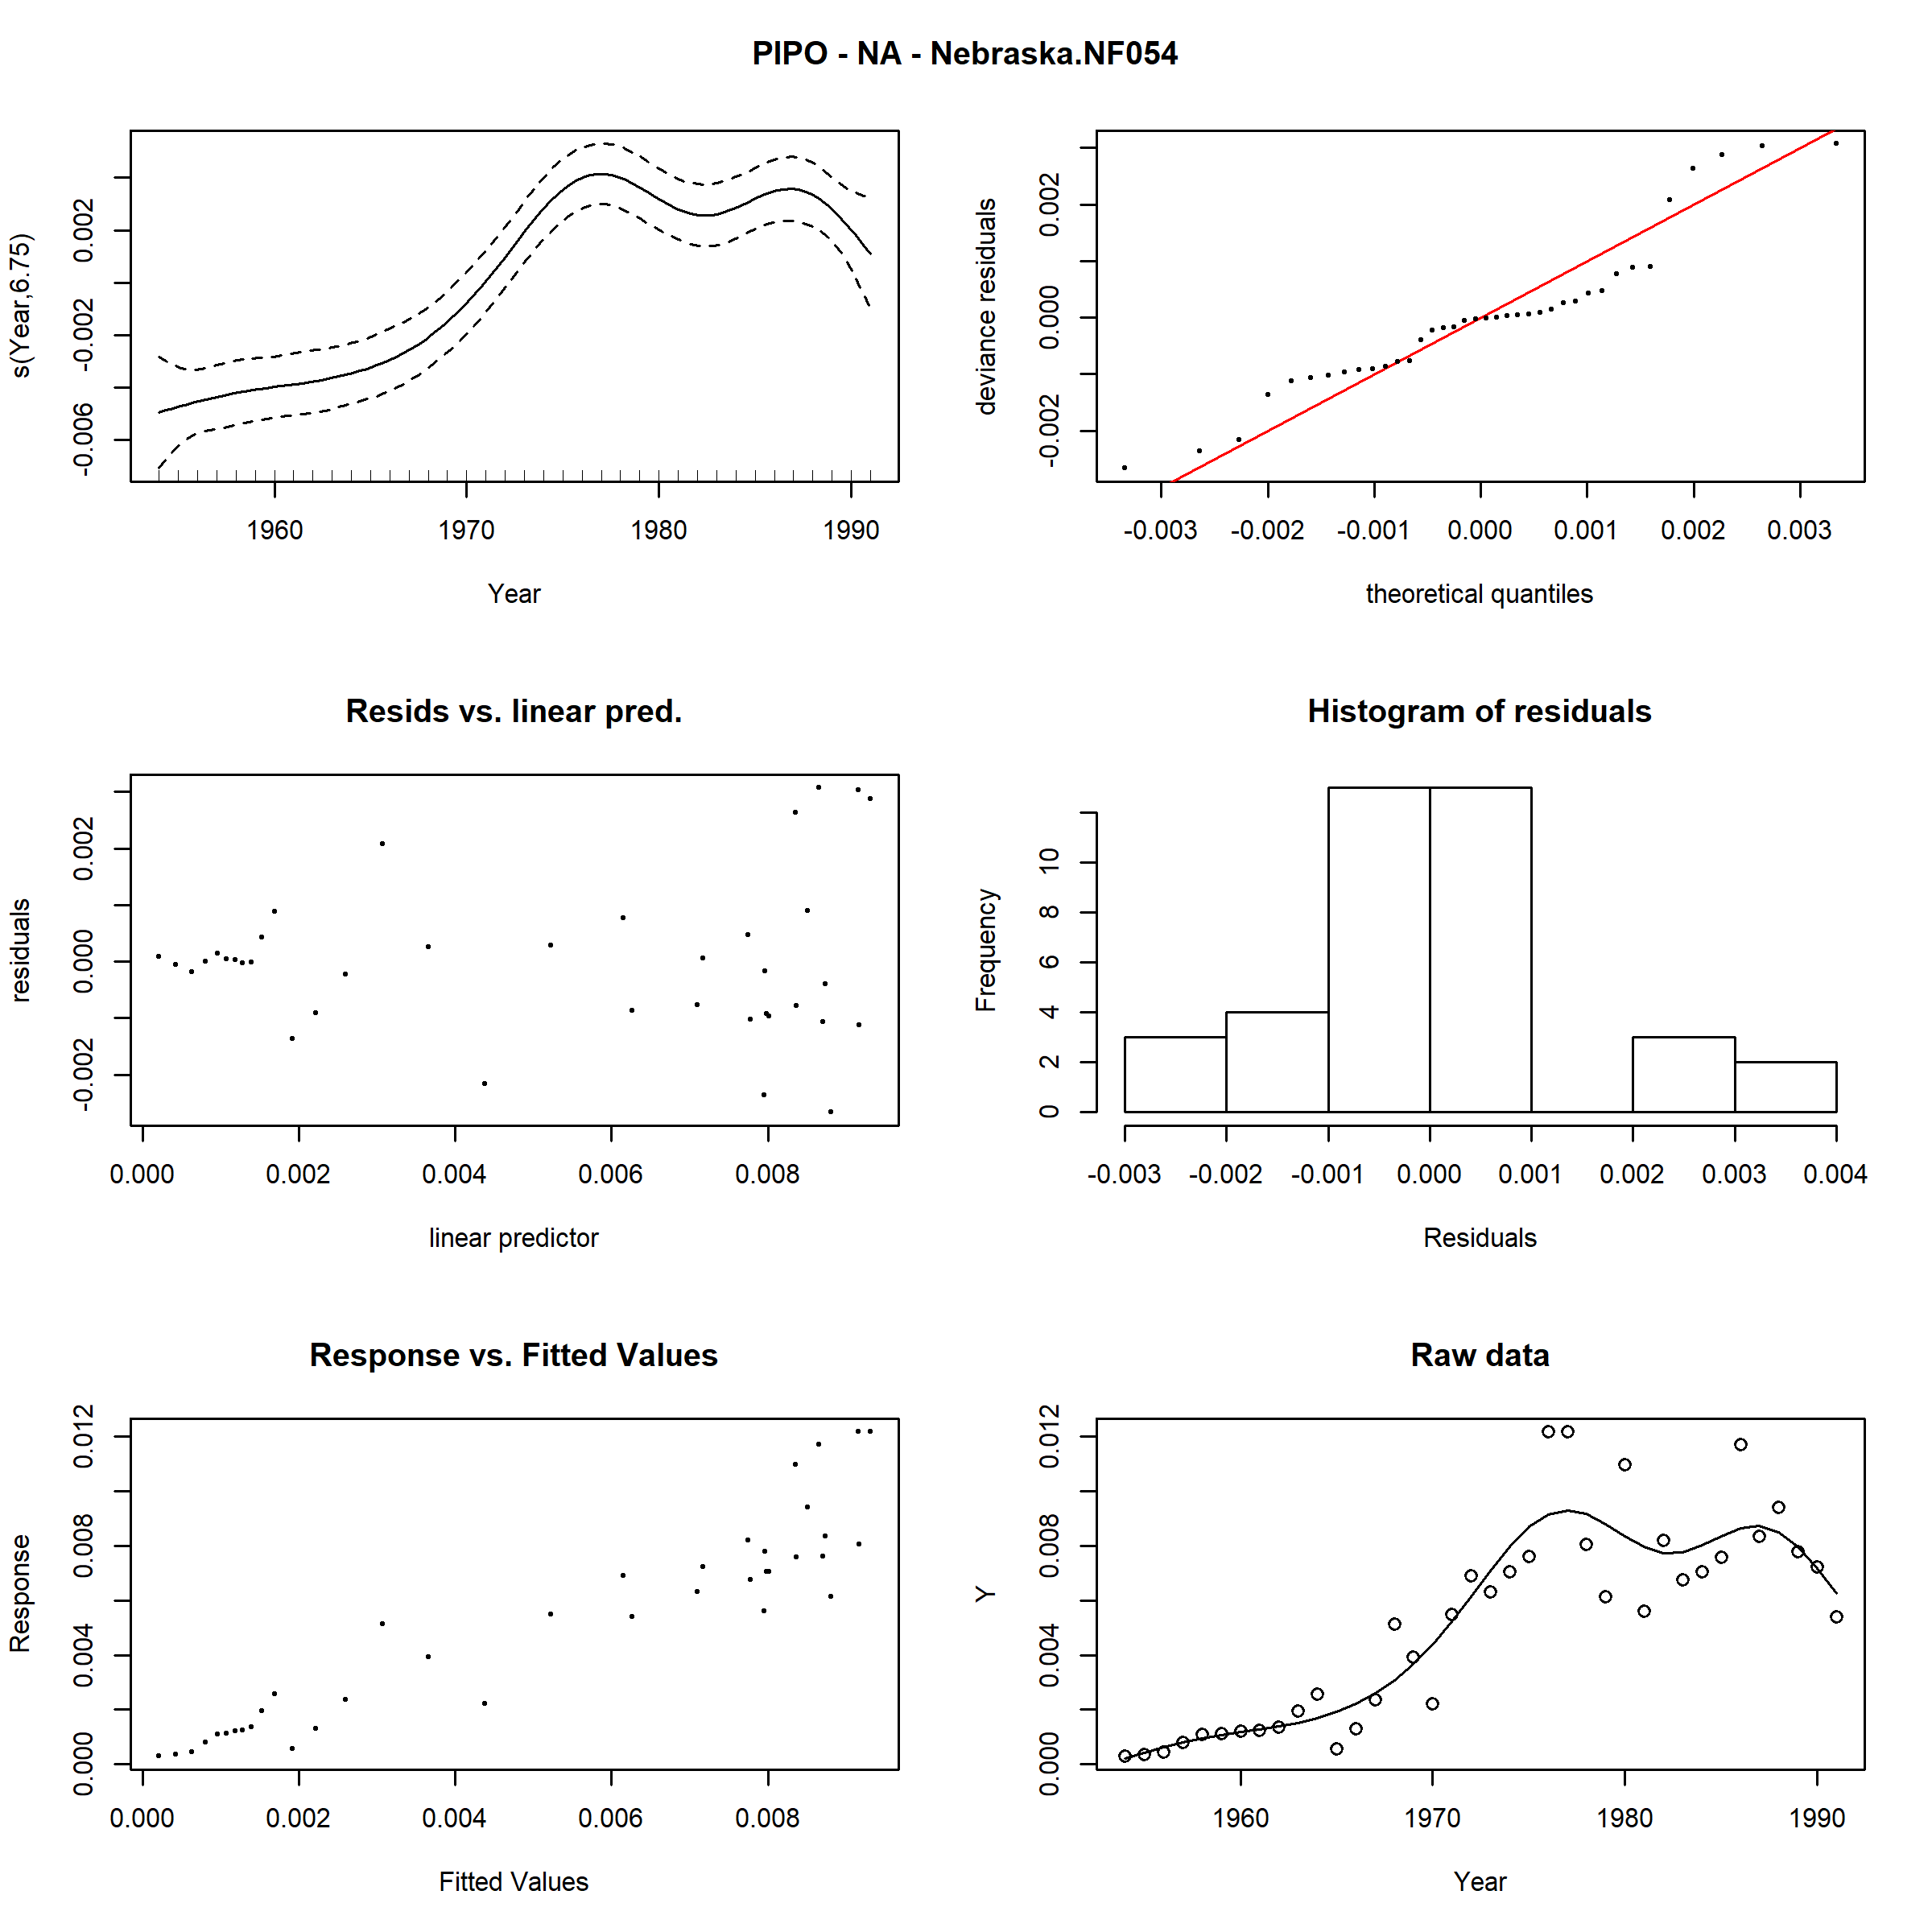 PIPO - NA - Nebraska.NF054
s(Year,6.75)
-0.006 -0.002 0.002
1960 1970 1980 1990
Year
deviance residuals
-0.002 0.000 0.002
-0.003 -0.002 -0.001 0.000 0.001 0.002 0.003
theoretical quantiles
Resids vs. linear pred.
residuals
-0.002 0.000 0.002
0.000 0.002 0.004 0.006 0.008
linear predictor
Histogram of residuals
Frequency
0 2 4 6 8 10
-0.003 -0.002 -0.001 0.000 0.001 0.002 0.003 0.004
Residuals
Response vs. Fitted Values
Response
0.000 0.004 0.008 0.012
0.000 0.002 0.004 0.006 0.008
Fitted Values
Raw data
Y
0.000 0.004 0.008 0.012
1960 1970 1980 1990
Year